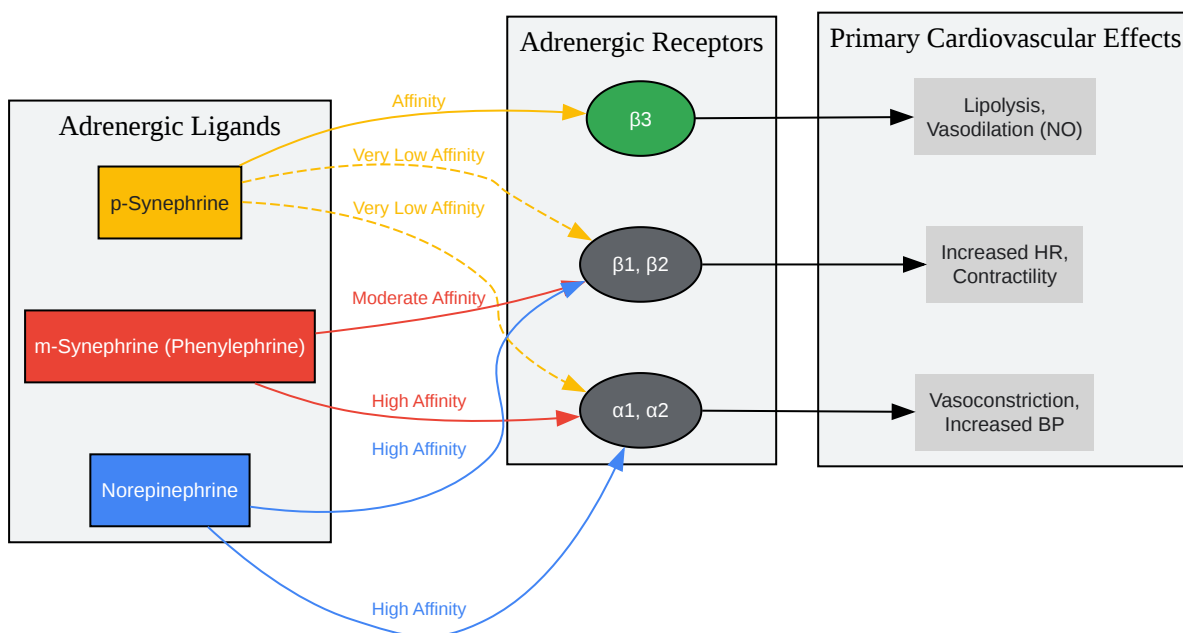 Adrenergic Ligands
p-Synephrine
m-Synephrine (Phenylephrine)
Norepinephrine
Affinity
Very Low Affinity
Very Low Affinity
Moderate Affinity
High Affinity
High Affinity
High Affinity
Adrenergic Receptors
β3
β1, β2
α1, α2
Primary Cardiovascular Effects
Lipolysis,
Vasodilation (NO)
Increased HR,
Contractility
Vasoconstriction,
Increased BP